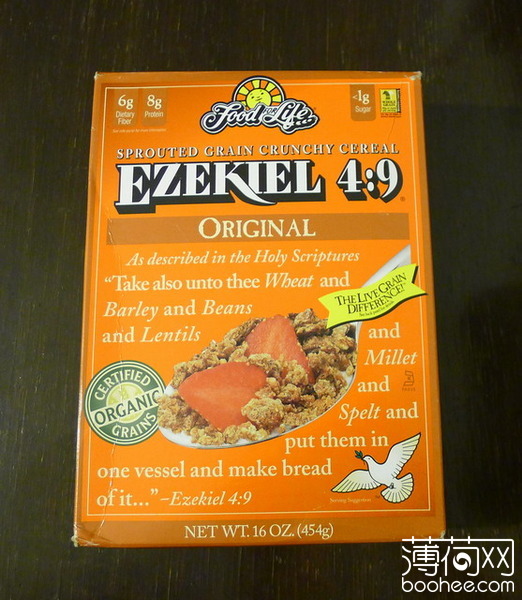 6g
Dietary
Fiber
8g
Protein
Food for Life
<1g
Sugar
SPROUTED GRAIN CRUNCHY CEREAL
EZEKIEL 4:9®
ORIGINAL
As described in the Holy Scriptures
“Take also unto thee Wheat and
Barley and Beans
and Lentils
THE LIVE GRAIN
DIFFERENCE!
and
Millet
and
Spelt and
CERTIFIED
ORGANIC
GRAINS
put them in
one vessel and make bread
of it...” –Ezekiel 4:9
Serving Suggestion
NET WT. 16 OZ. (454g)
薄荷网
boohee.com